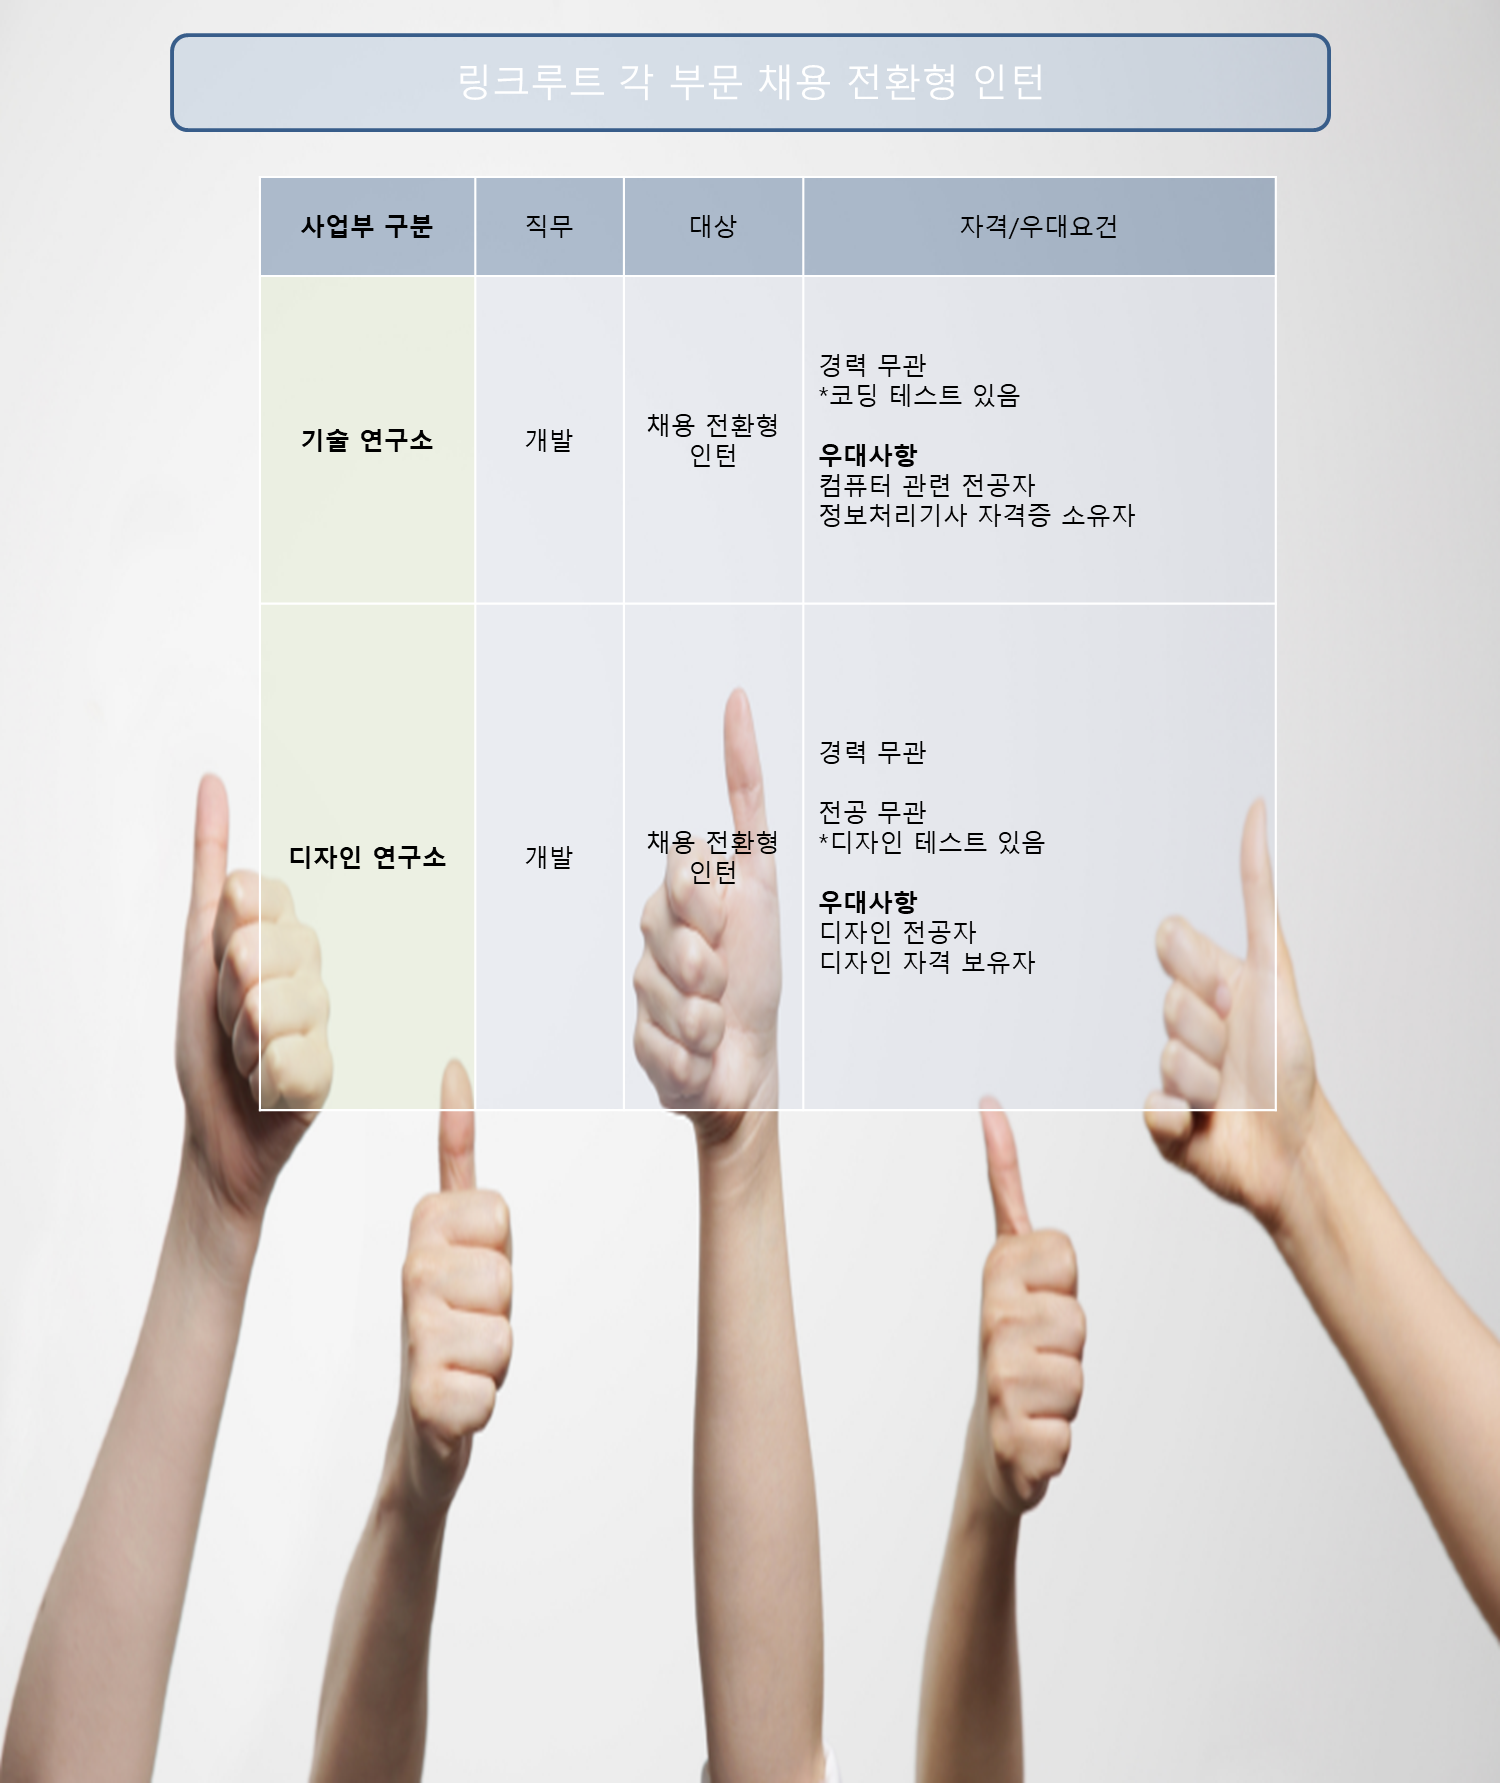 링크루트 각 부문 채용 전환형 인턴
사업부 구분 직무 대상 자격/우대요건
기술 연구소 개발 채용 전환형
인턴
경력 무관
*코딩 테스트 있음
우대사항
컴퓨터 관련 전공자
정보처리기사 자격증 소유자
디자인 연구소 개발 채용 전환형
인턴
경력 무관
전공 무관
*디자인 테스트 있음
우대사항
디자인 전공자
디자인 자격 보유자